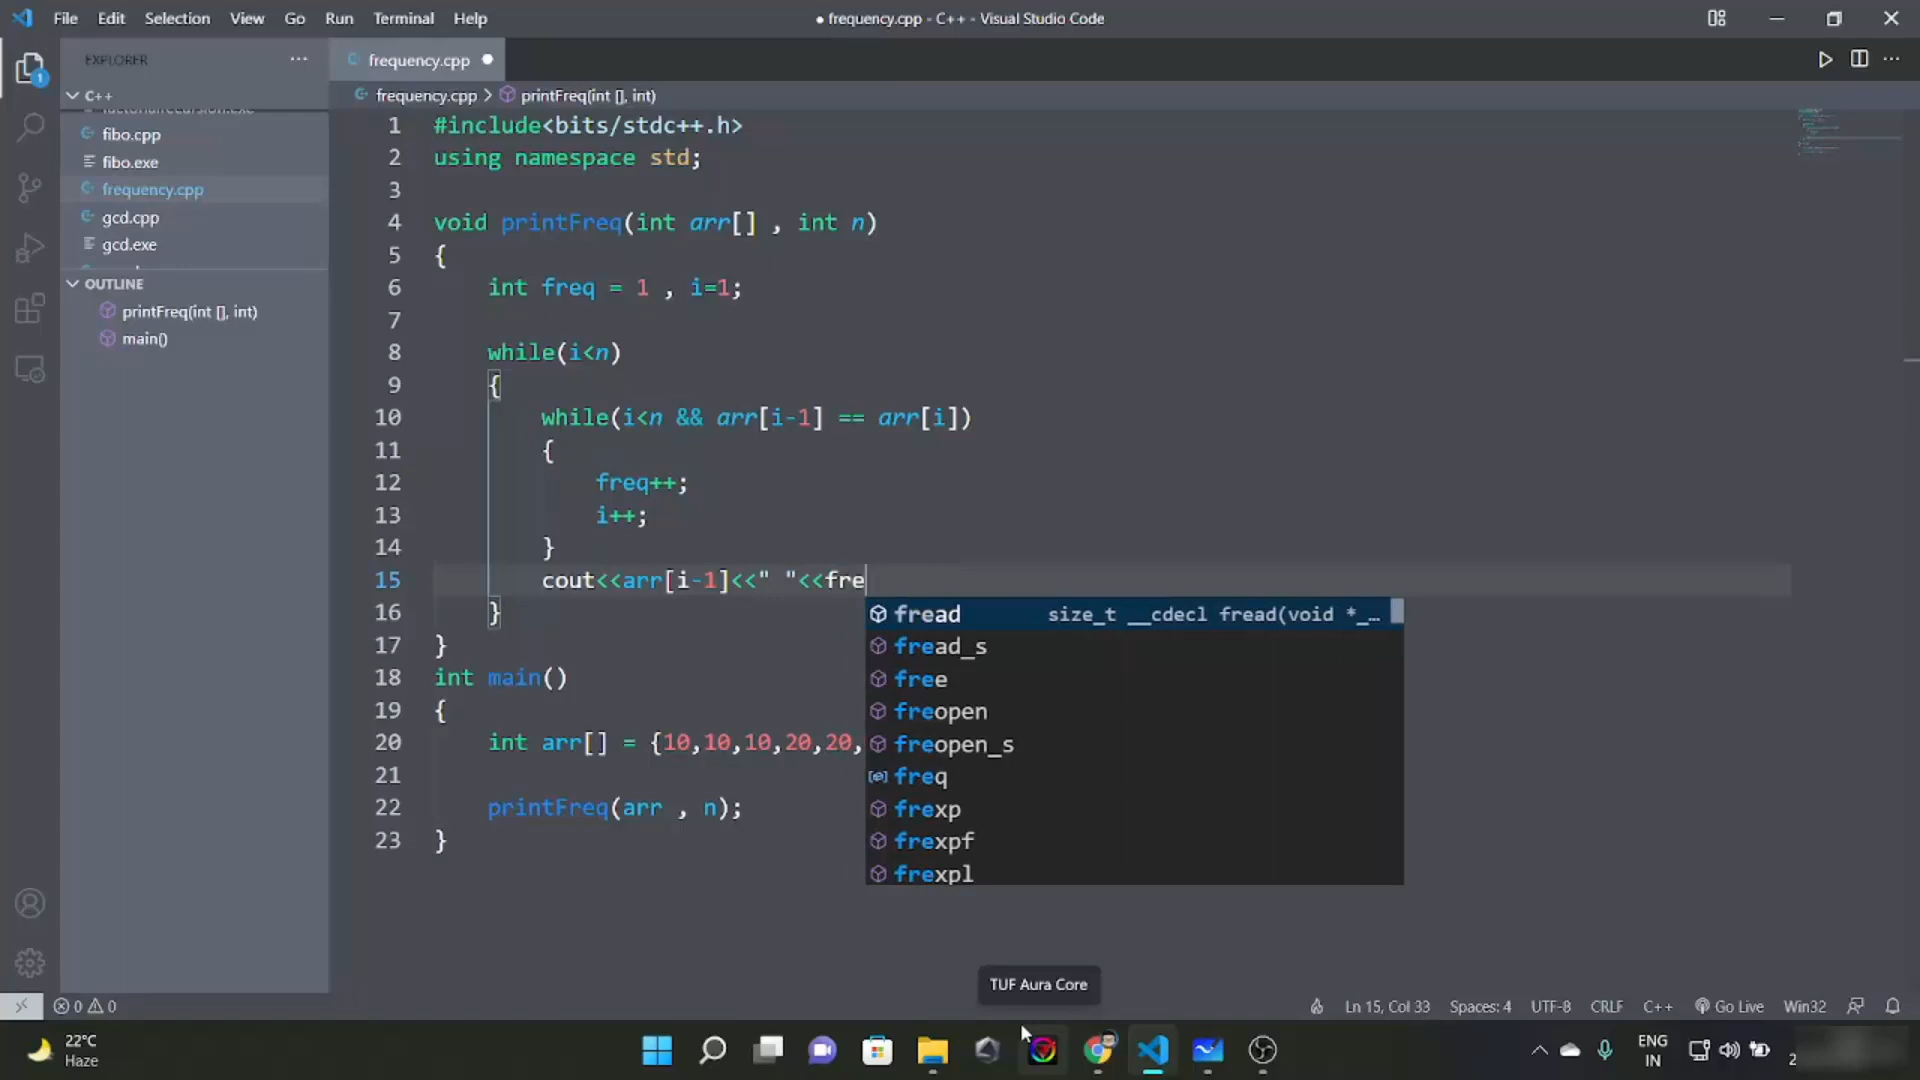 File Edit Selection View Go Run Terminal Help
● frequency.cpp - C++ - Visual Studio Code
EXPLORER
frequency.cpp
C++
frequency.cpp > printFreq(int [], int)
fibo.cpp
fibo.exe
frequency.cpp
gcd.cpp
gcd.exe
OUTLINE
printFreq(int [], int)
main()
1 #include<bits/stdc++.h>
2 using namespace std;
3
4 void printFreq(int arr[] , int n)
5 {
6 int freq = 1 , i=1;
7
8 while(i<n)
9 {
10 while(i<n && arr[i-1] == arr[i])
11 {
12 freq++;
13 i++;
14 }
15 cout<<arr[i-1]<<" "<<fre
16 }
17 }
18 int main()
19 {
20 int arr[] = {10,10,10,20,20,
21
22 printFreq(arr , n);
23 }
fread size_t __cdecl fread(void *_…
fread_s
free
freopen
freopen_s
freq
frexp
frexpf
frexpl
TUF Aura Core
0 0
Ln 15, Col 33 Spaces: 4 UTF-8 CRLF C++ Go Live Win32
22°C
Haze
ENG
IN
1